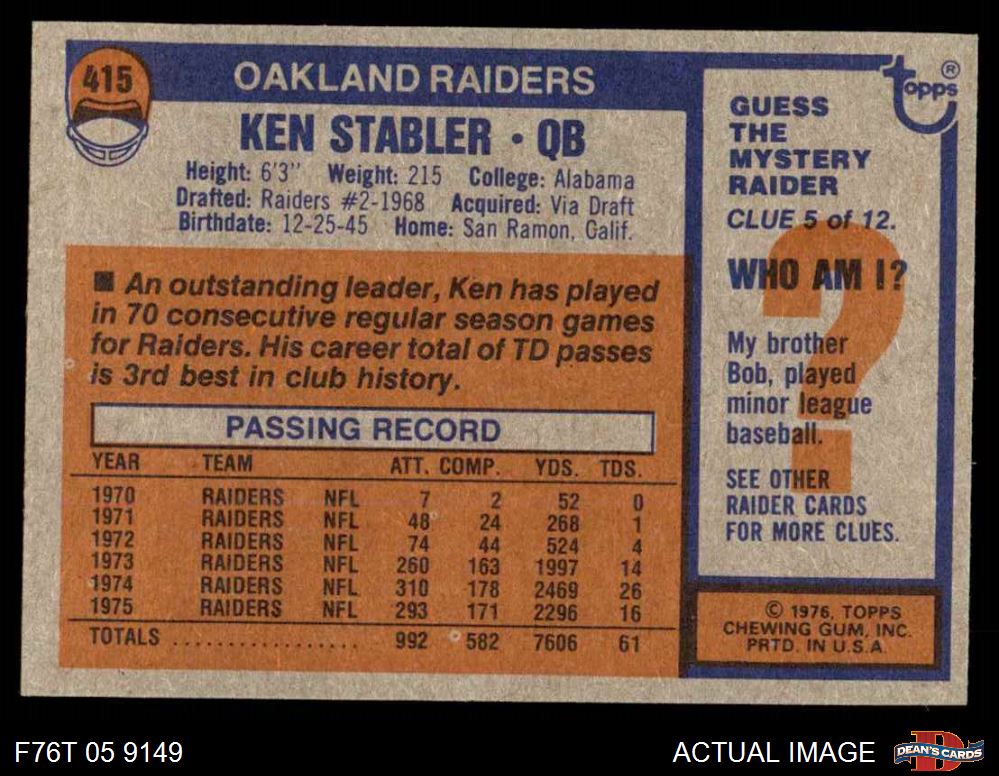 415
OAKLAND RAIDERS
KEN STABLER • QB
Height: 6'3" Weight: 215 College: Alabama
Drafted: Raiders #2-1968 Acquired: Via Draft
Birthdate: 12-25-45 Home: San Ramon, Calif.
■ An outstanding leader, Ken has played
in 70 consecutive regular season games
for Raiders. His career total of TD passes
is 3rd best in club history.
PASSING RECORD
YEAR TEAM ATT. COMP. YDS. TDS.
1970 RAIDERS NFL 7 2 52 0
1971 RAIDERS NFL 48 24 268 1
1972 RAIDERS NFL 74 44 524 4
1973 RAIDERS NFL 260 163 1997 14
1974 RAIDERS NFL 310 178 2469 26
1975 RAIDERS NFL 293 171 2296 16
TOTALS ................. 992 582 7606 61
topps ®
GUESS
THE
MYSTERY
RAIDER
CLUE 5 of 12.
?
WHO AM I?
My brother
Bob, played
minor league
baseball.
SEE OTHER
RAIDER CARDS
FOR MORE CLUES.
© 1976, TOPPS
CHEWING GUM, INC.
PRTD. IN U.S.A.
F76T 05 9149
ACTUAL IMAGE
D
DEAN'S CARDS